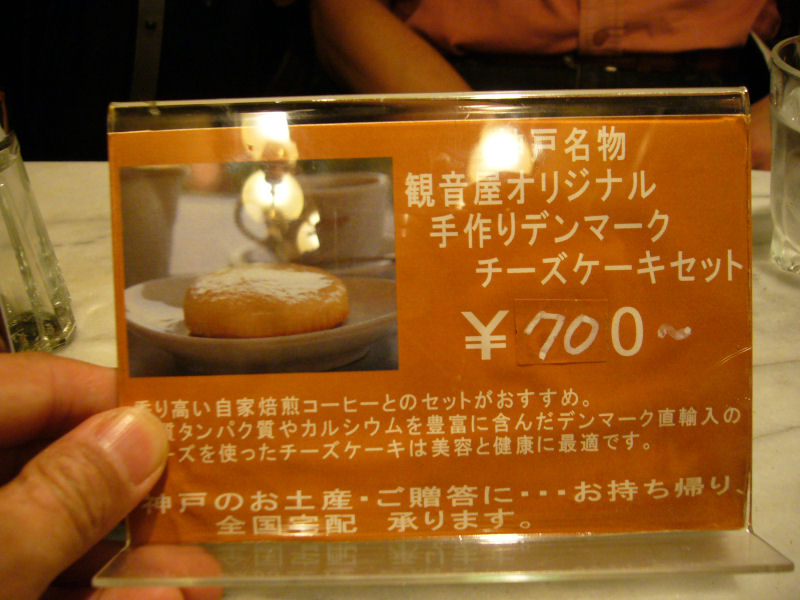 戸名物
観音屋オリジナル
手作りデンマーク
チーズケーキセット
￥700～
り高い自家焙煎コーヒーとのセットがおすすめ。
質タンパク質やカルシウムを豊富に含んだデンマーク直輸入の
ーズを使ったチーズケーキは美容と健康に最適です。
神戸のお土産・ご贈答に・・・お持ち帰り、
全国宅配 承ります。